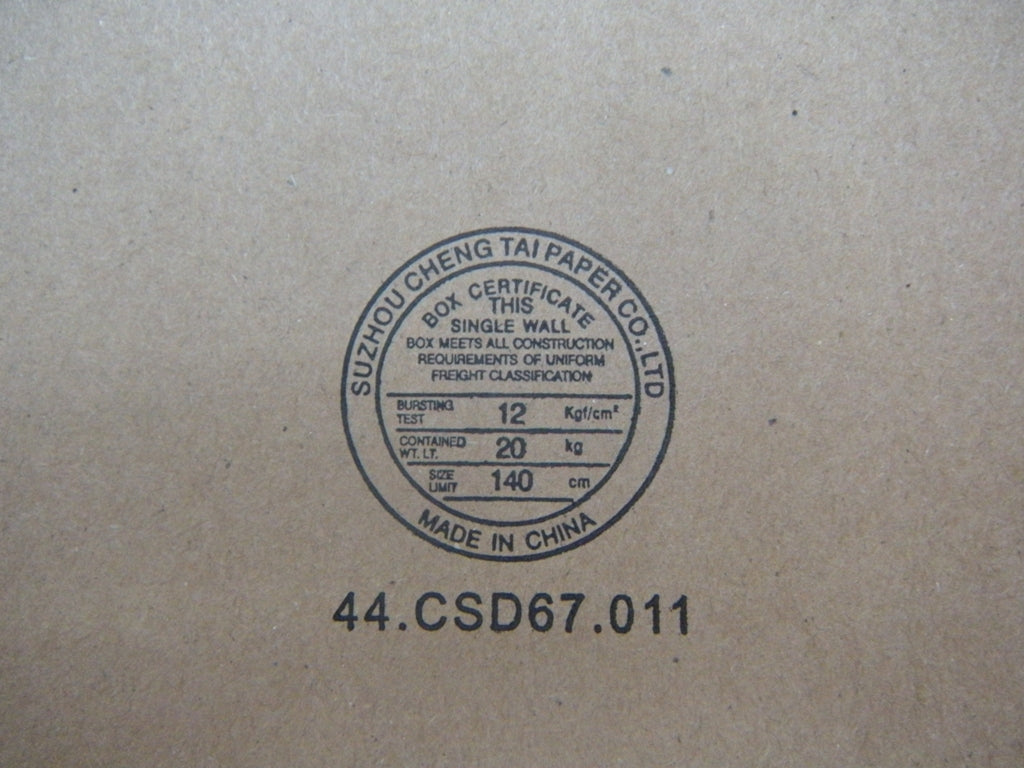 SUZHOU CHENG TAI PAPER CO.,LTD
BOX CERTIFICATE
THIS
SINGLE WALL
BOX MEETS ALL CONSTRUCTION
REQUIREMENTS OF UNIFORM
FREIGHT CLASSIFICATION
BURSTING TEST 12 Kgf/cm²
CONTAINED WT. LT. 20 kg
SIZE LIMIT 140 cm
MADE IN CHINA
44.CSD67.011